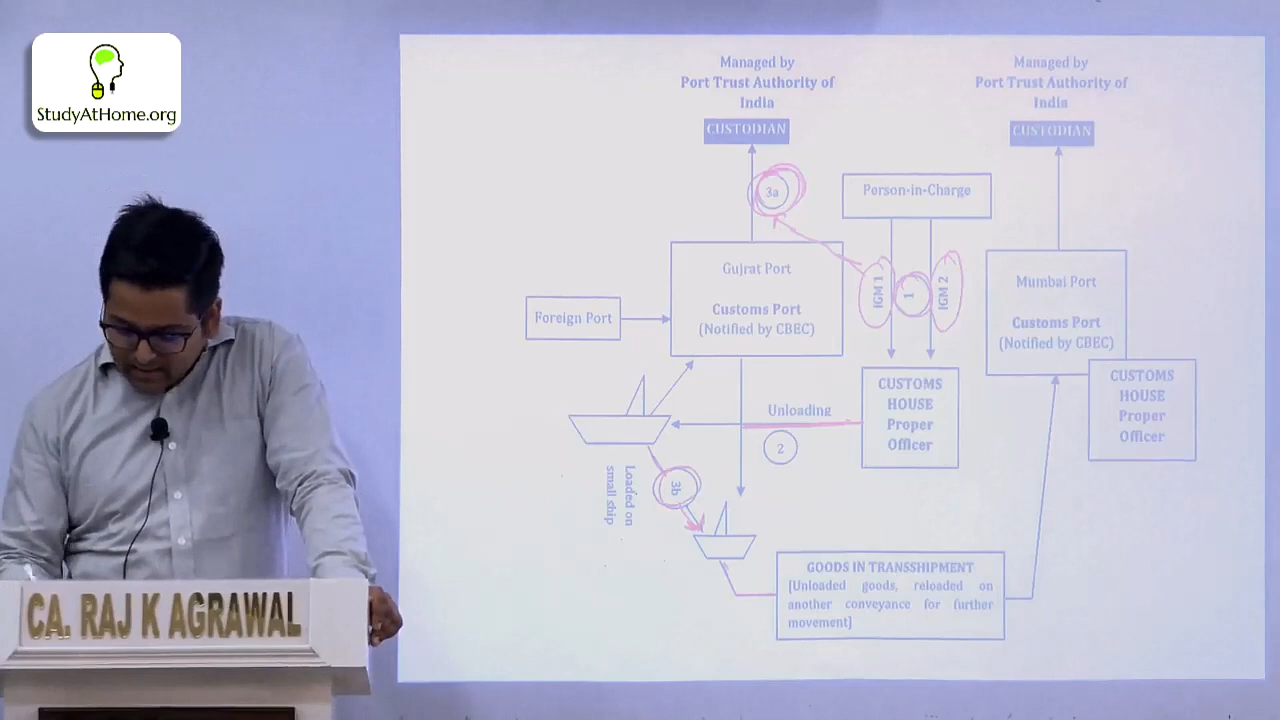 StudyAtHome.org
Managed by
Port Trust Authority of
India
CUSTODIAN
Managed by
Port Trust Authority of
India
CUSTODIAN
3a
Person-in-Charge
Gujrat Port
Customs Port
(Notified by CBEC)
Foreign Port
IGM 1
1
IGM 2
Mumbai Port
Customs Port
(Notified by CBEC)
CUSTOMS
HOUSE
Proper
Officer
CUSTOMS
HOUSE
Proper
Officer
Unloading
2
Loaded on
small ship
3b
GOODS IN TRANSSHIPMENT
[Unloaded goods, reloaded on
another conveyance for further
movement]
CA. RAJ K AGRAWAL